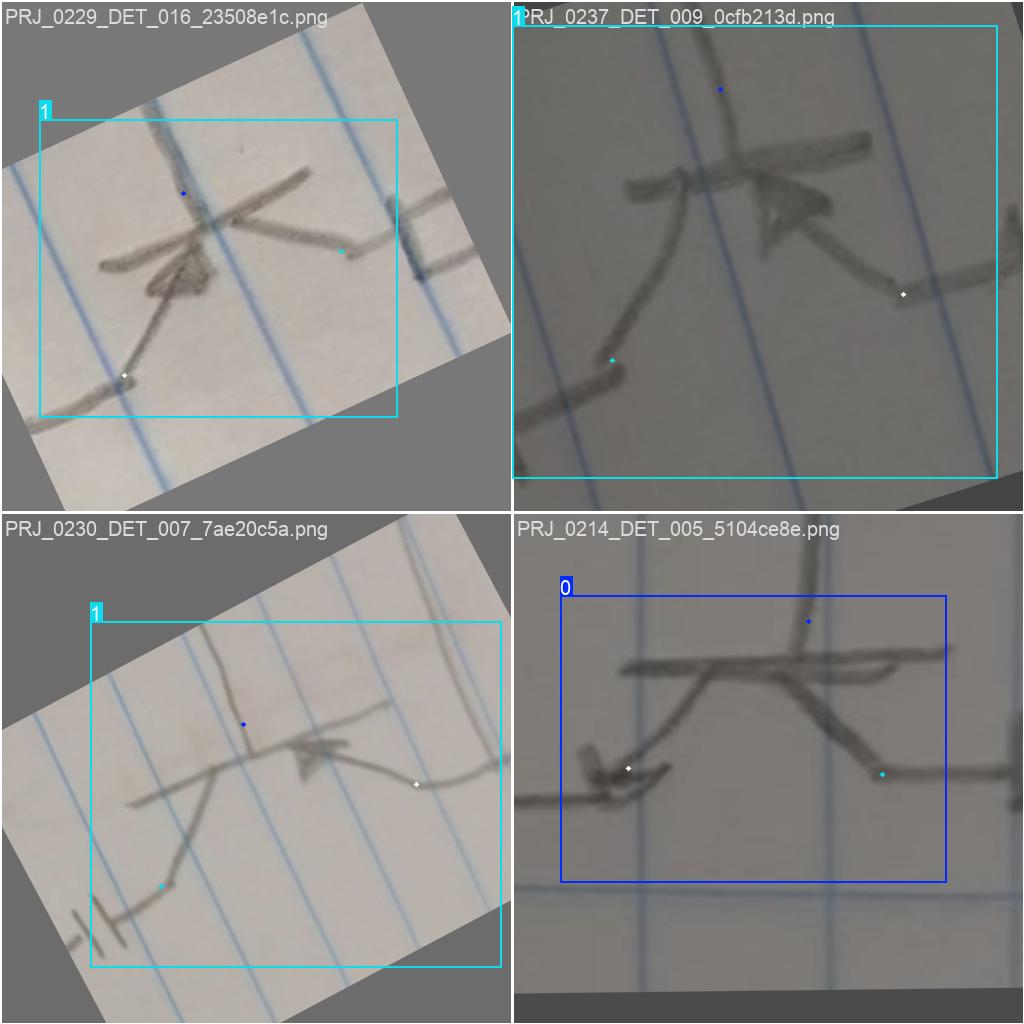 PRJ_0229_DET_016_23508e1c.png
PRJ_0237_DET_009_0cfb213d.png
1
1
PRJ_0230_DET_007_7ae20c5a.png
PRJ_0214_DET_005_5104ce8e.png
1
0